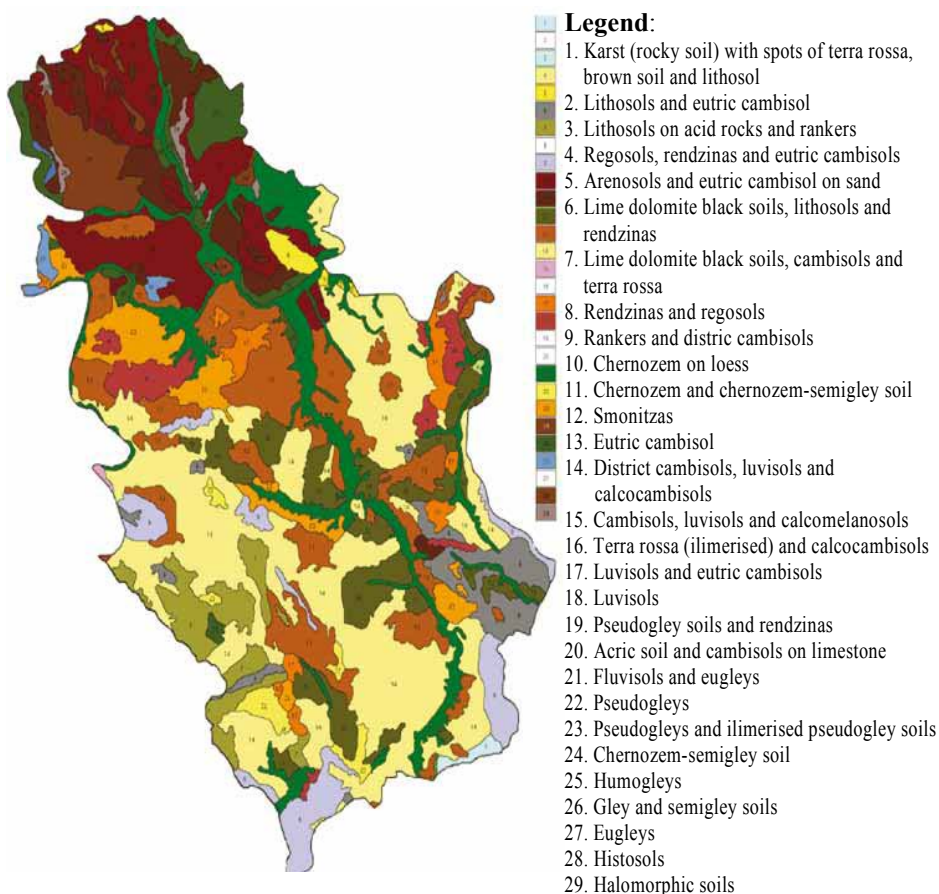 Legend:
1. Karst (rocky soil) with spots of terra rossa,
brown soil and lithosol
2. Lithosols and eutric cambisol
3. Lithosols on acid rocks and rankers
4. Regosols, rendzinas and eutric cambisols
5. Arenosols and eutric cambisol on sand
6. Lime dolomite black soils, lithosols and
rendzinas
7. Lime dolomite black soils, cambisols and
terra rossa
8. Rendzinas and regosols
9. Rankers and distric cambisols
10. Chernozem on loess
11. Chernozem and chernozem-semigley soil
12. Smonitzas
13. Eutric cambisol
14. District cambisols, luvisols and
calcocambisols
15. Cambisols, luvisols and calcomelanosols
16. Terra rossa (ilimerised) and calcocambisols
17. Luvisols and eutric cambisols
18. Luvisols
19. Pseudogley soils and rendzinas
20. Acric soil and cambisols on limestone
21. Fluvisols and eugleys
22. Pseudogleys
23. Pseudogleys and ilimerised pseudogley soils
24. Chernozem-semigley soil
25. Humogleys
26. Gley and semigley soils
27. Eugleys
28. Histosols
29. Halomorphic soils